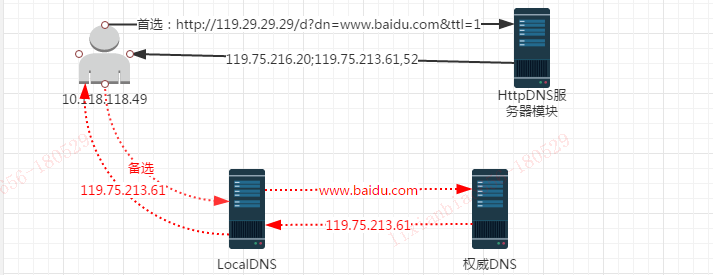 首选：http://119.29.29.29/d?dn=www.baidu.com&ttl=1
119.75.216.20;119.75.213.61,52
10.118.118.49
HttpDNS服
务器模块
备选
119.75.213.61
www.baidu.com
119.75.213.61
LocalDNS
权威DNS